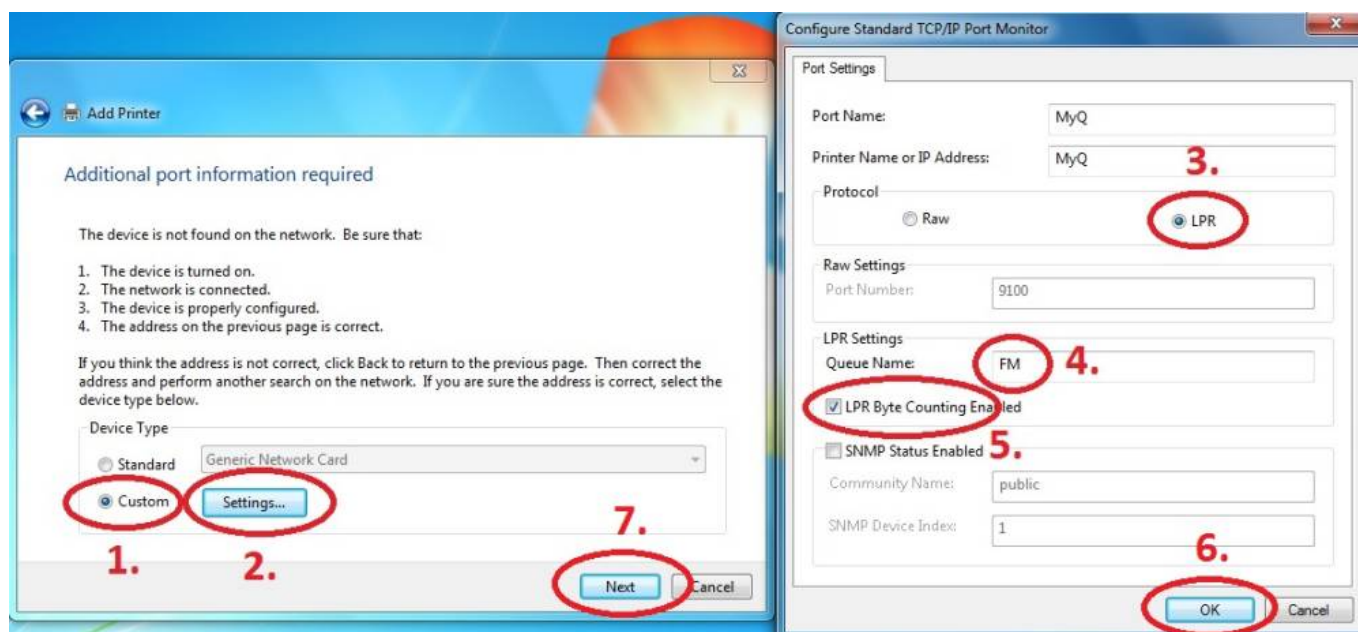 Add Printer
Additional port information required
The device is not found on the network. Be sure that:
1. The device is turned on.
2. The network is connected.
3. The device is properly configured.
4. The address on the previous page is correct.
If you think the address is not correct, click Back to return to the previous page. Then correct the
address and perform another search on the network. If you are sure the address is correct, select the
device type below.
Device Type
Standard
Generic Network Card
Custom
Settings...
1.
2.
7.
Next
Cancel
Configure Standard TCP/IP Port Monitor
Port Settings
Port Name:
MyQ
Printer Name or IP Address:
MyQ
3.
Protocol
Raw
LPR
Raw Settings
Port Number:
9100
LPR Settings
Queue Name:
FM
4.
LPR Byte Counting Enabled
5.
SNMP Status Enabled
Community Name:
public
SNMP Device Index:
1
6.
OK
Cancel